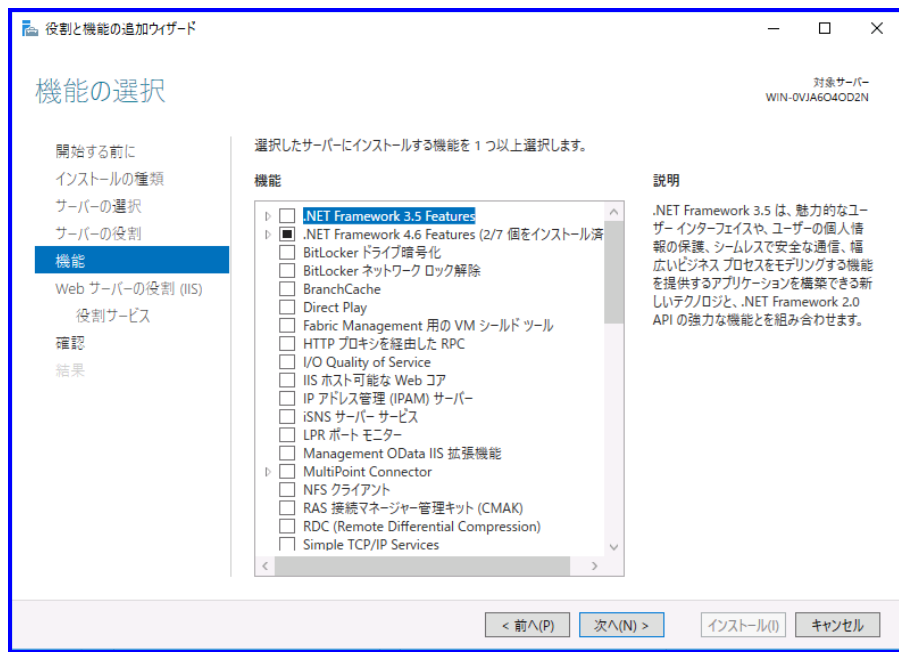 役割と機能の追加ウィザード
機能の選択
対象サーバー
WIN-0VJA6O4OD2N
開始する前に
インストールの種類
サーバーの選択
サーバーの役割
機能
Web サーバーの役割 (IIS)
役割サービス
確認
結果
選択したサーバーにインストールする機能を 1 つ以上選択します。
機能
.NET Framework 3.5 Features
.NET Framework 4.6 Features (2/7 個をインストール済
BitLocker ドライブ暗号化
BitLocker ネットワーク ロック解除
BranchCache
Direct Play
Fabric Management 用の VM シールド ツール
HTTP プロキシを経由した RPC
I/O Quality of Service
IIS ホスト可能な Web コア
IP アドレス管理 (IPAM) サーバー
iSNS サーバー サービス
LPR ポート モニター
Management OData IIS 拡張機能
MultiPoint Connector
NFS クライアント
RAS 接続マネージャー管理キット (CMAK)
RDC (Remote Differential Compression)
Simple TCP/IP Services
説明
.NET Framework 3.5 は、魅力的なユー
ザー インターフェイスや、ユーザーの個人情
報の保護、シームレスで安全な通信、幅
広いビジネス プロセスをモデリングする機能
を提供するアプリケーションを構築できる新
しいテクノロジと、.NET Framework 2.0
API の強力な機能とを組み合わせます。
< 前へ(P)
次へ(N) >
インストール(I)
キャンセル